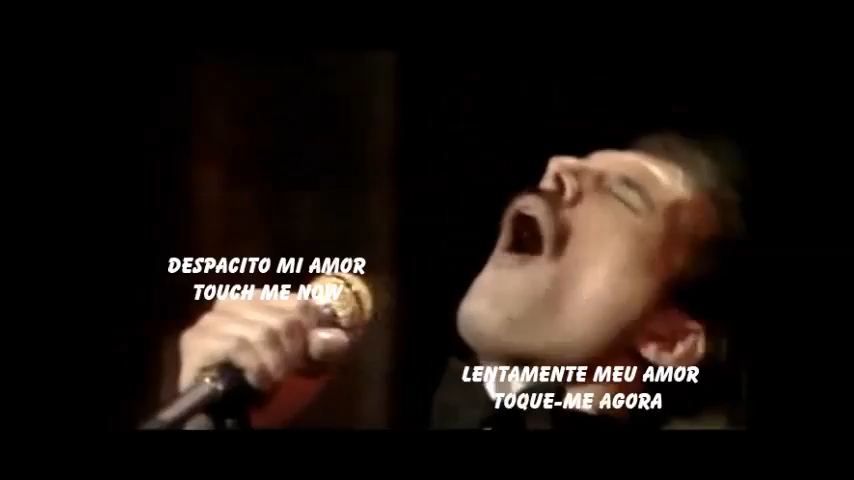 DESPACITO MI AMOR
TOUCH ME NOW
LENTAMENTE MEU AMOR
TOQUE-ME AGORA